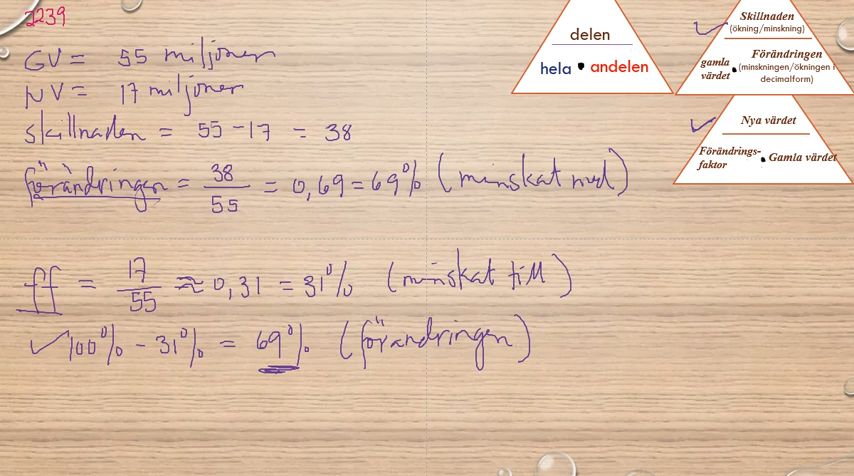 2239
GV = 55 miljoner
NV = 17 miljoner
skillnaden = 55 - 17 = 38
förändringen = 38/55 = 0,69 = 69% (minskat med)
ff = 17/55 ≈ 0,31 = 31% (minskat till)
✓100% - 31% = 69% (förändringen)
delen
hela • andelen
✓ Skillnaden
(ökning/minskning)
gamla värdet • Förändringen
(minskningen/ökningen i
decimalform)
✓ Nya värdet
Förändrings-
faktor • Gamla värdet